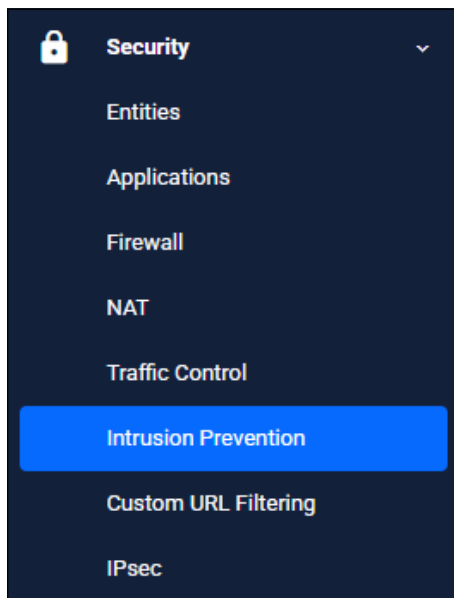 Security
Entities
Applications
Firewall
NAT
Traffic Control
Intrusion Prevention
Custom URL Filtering
IPsec